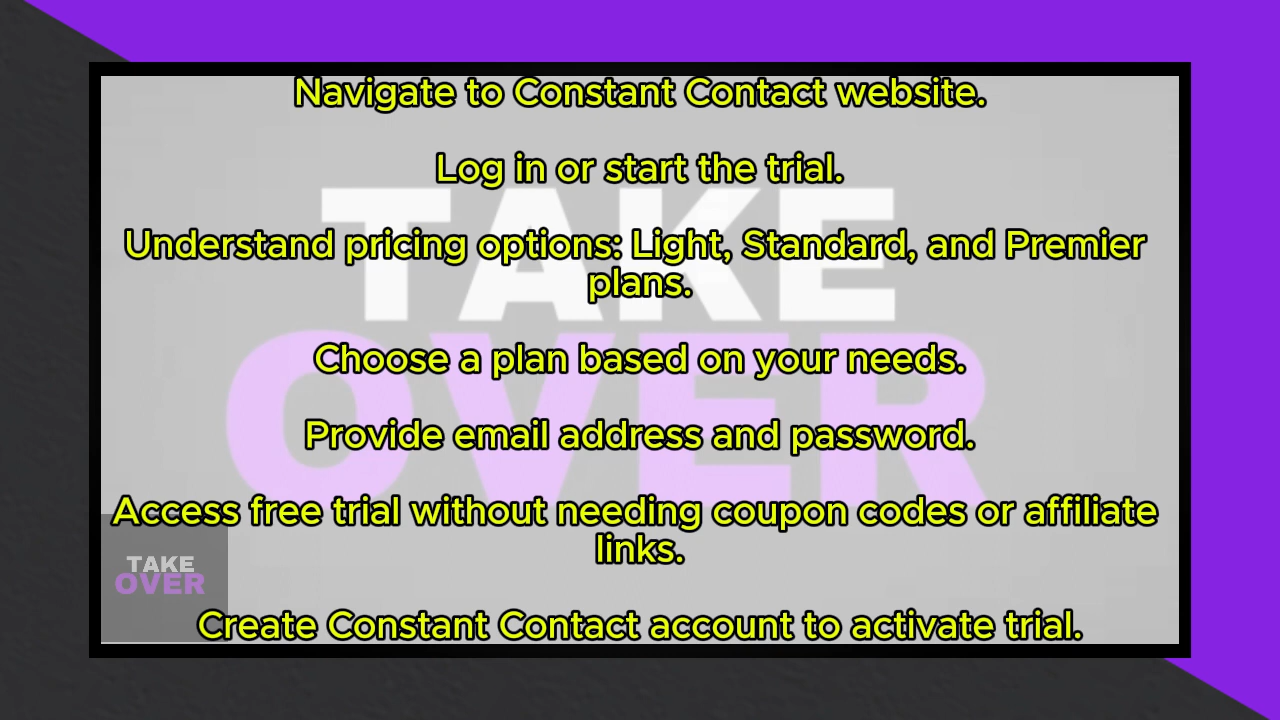 Navigate to Constant Contact website.
Log in or start the trial.
TAKE
Understand pricing options: Light, Standard, and Premier
plans.
OVER
Choose a plan based on your needs.
Provide email address and password.
Access free trial without needing coupon codes or affiliate
links.
TAKE
OVER
Create Constant Contact account to activate trial.